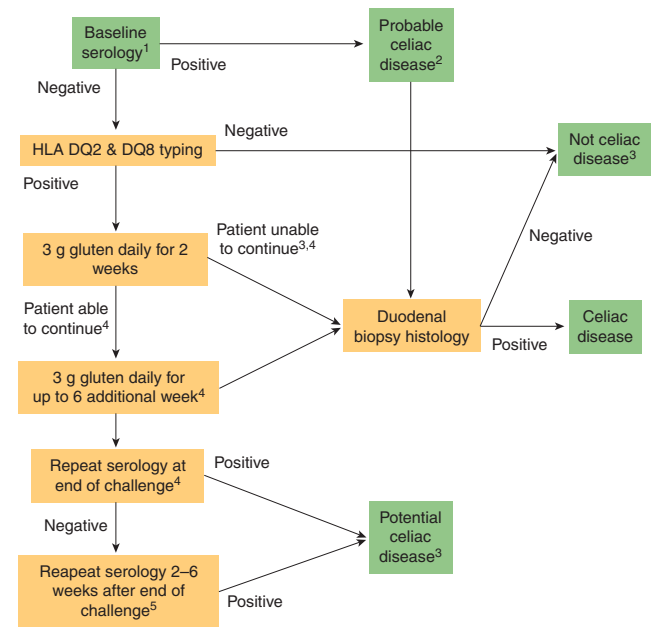 Baseline
serology1
Positive
Probable
celiac
disease2
Negative
HLA DQ2 & DQ8 typing
Negative
Not celiac
disease3
Positive
3 g gluten daily for 2
weeks
Patient unable
to continue3,4
Negative
Patient able
to continue4
Duodenal
biopsy histology
Positive
Celiac
disease
3 g gluten daily for
up to 6 additional week4
Repeat serology at
end of challenge4
Positive
Negative
Potential
celiac
disease3
Reapeat serology 2–6
weeks after end of
challenge5
Positive